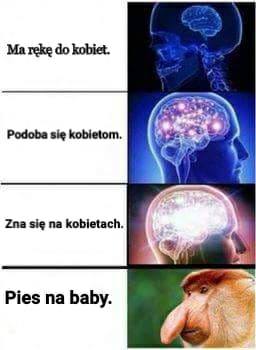 Ma rękę do kobiet.
Podoba się kobietom.
Zna się na kobietach.
Pies na baby.